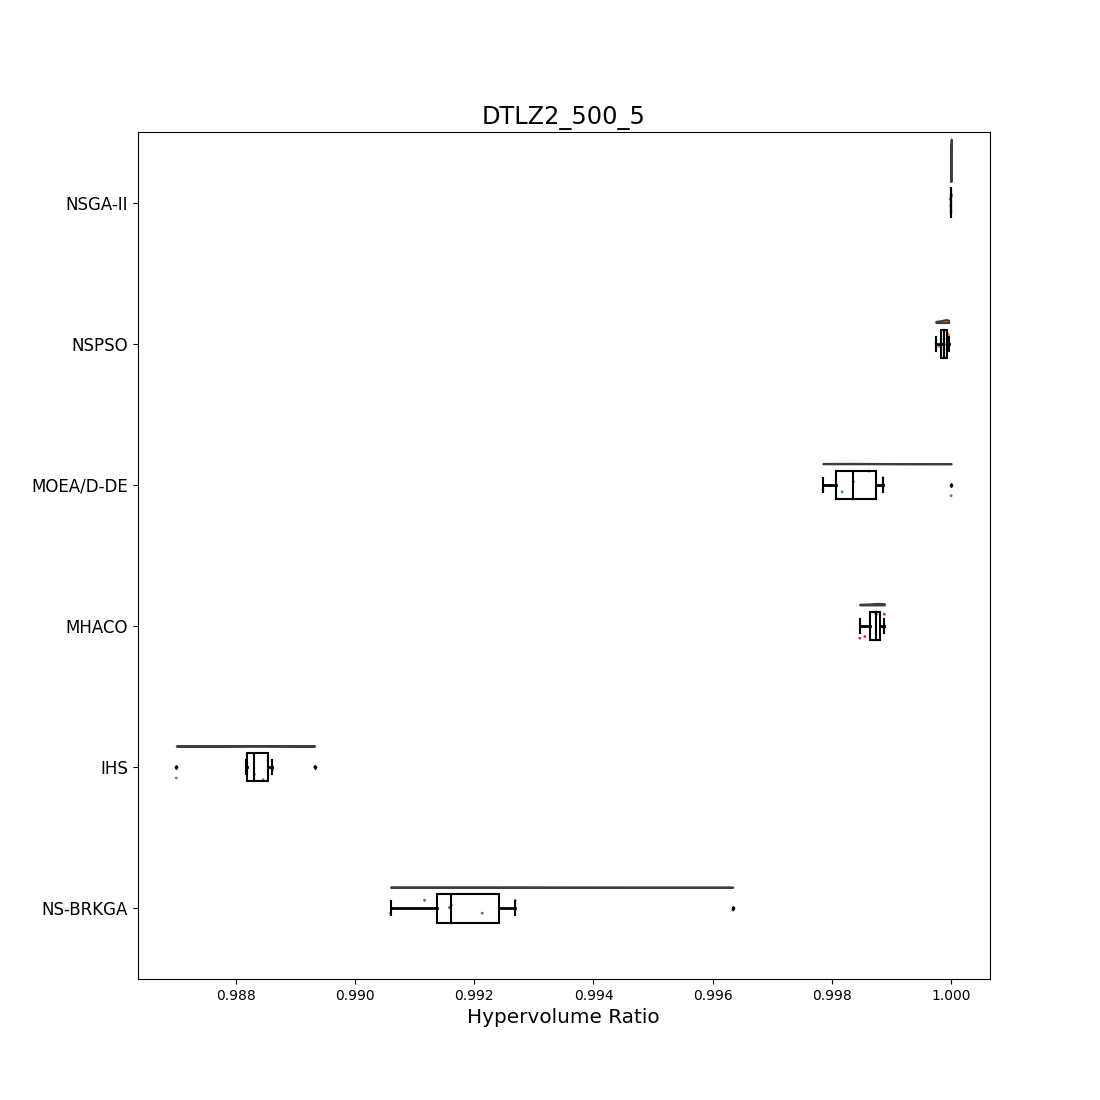 DTLZ2_500_5
NSGA-II
NSPSO
MOEA/D-DE
MHACO
IHS
NS-BRKGA
0.988 0.990 0.992 0.994 0.996 0.998 1.000
Hypervolume Ratio